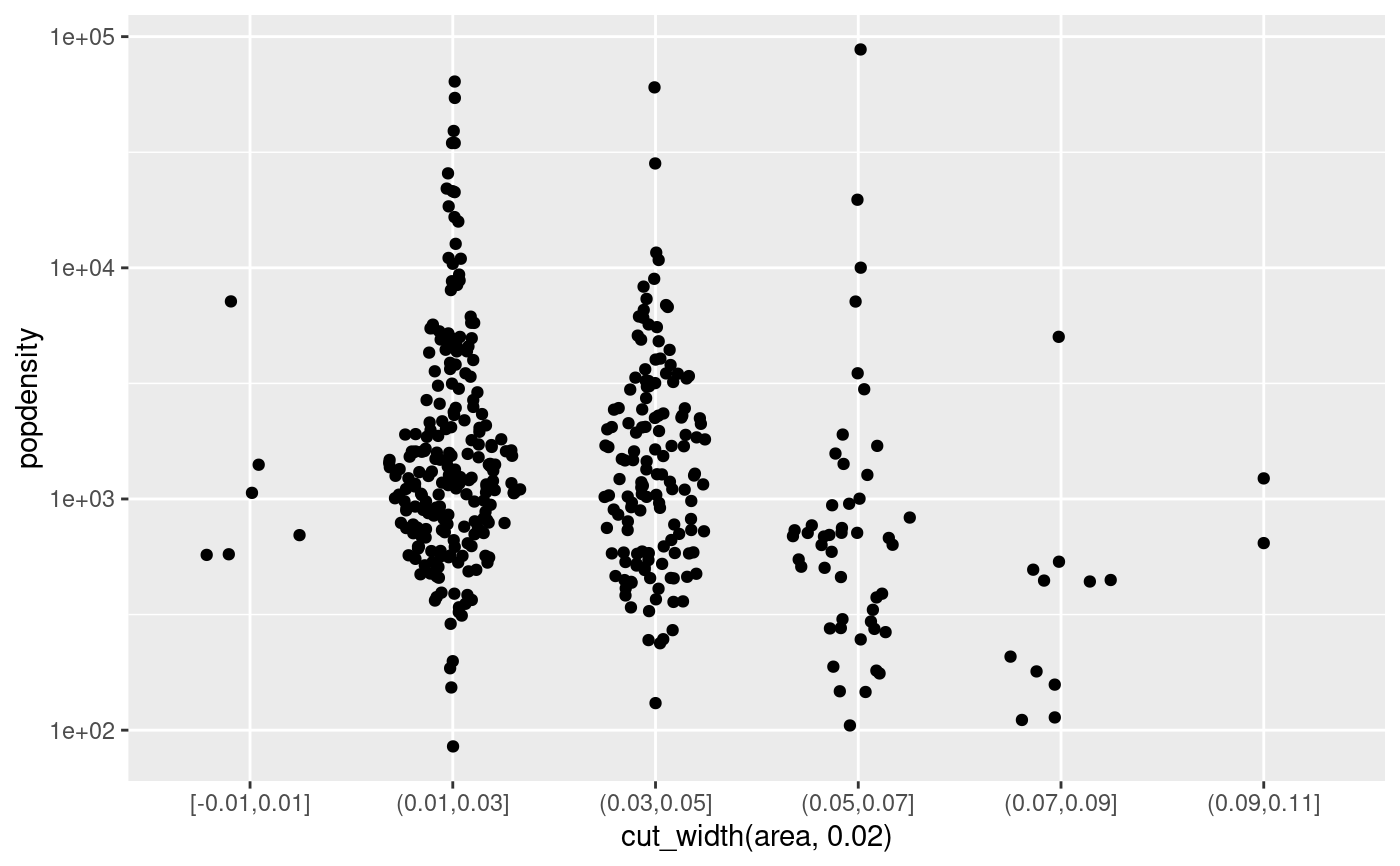 1e+05
1e+04
1e+03
1e+02
popdensity
[-0.01,0.01]
(0.01,0.03]
(0.03,0.05]
(0.05,0.07]
(0.07,0.09]
(0.09,0.11]
cut_width(area, 0.02)